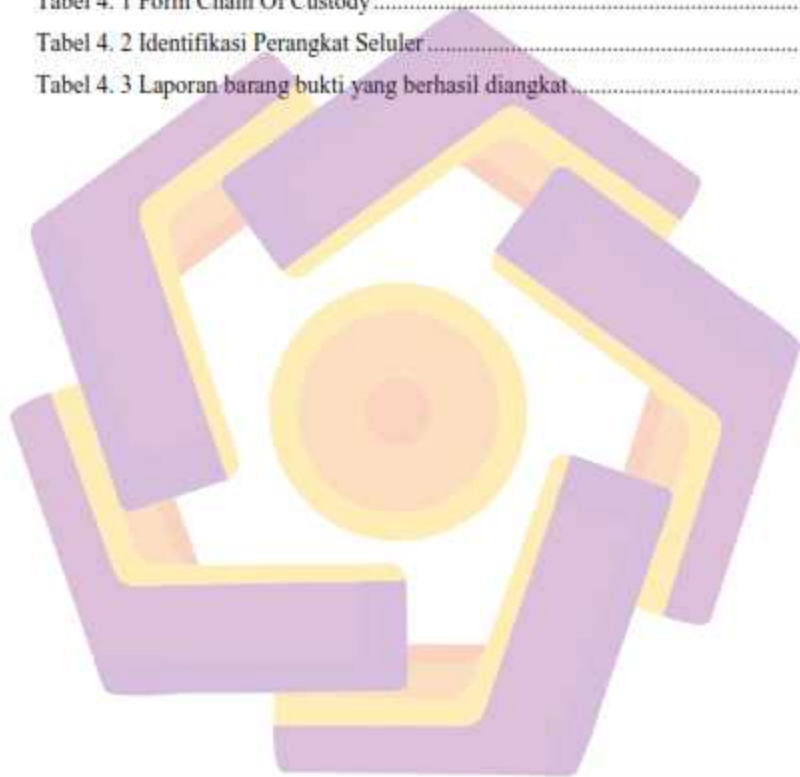 Tabel 4. 1 Form Chain Of Custody...............................................................................................
Tabel 4. 2 Identifikasi Perangkat Seluler...................................................................................
Tabel 4. 3 Laporan barang bukti yang berhasil diangkat.........................................................